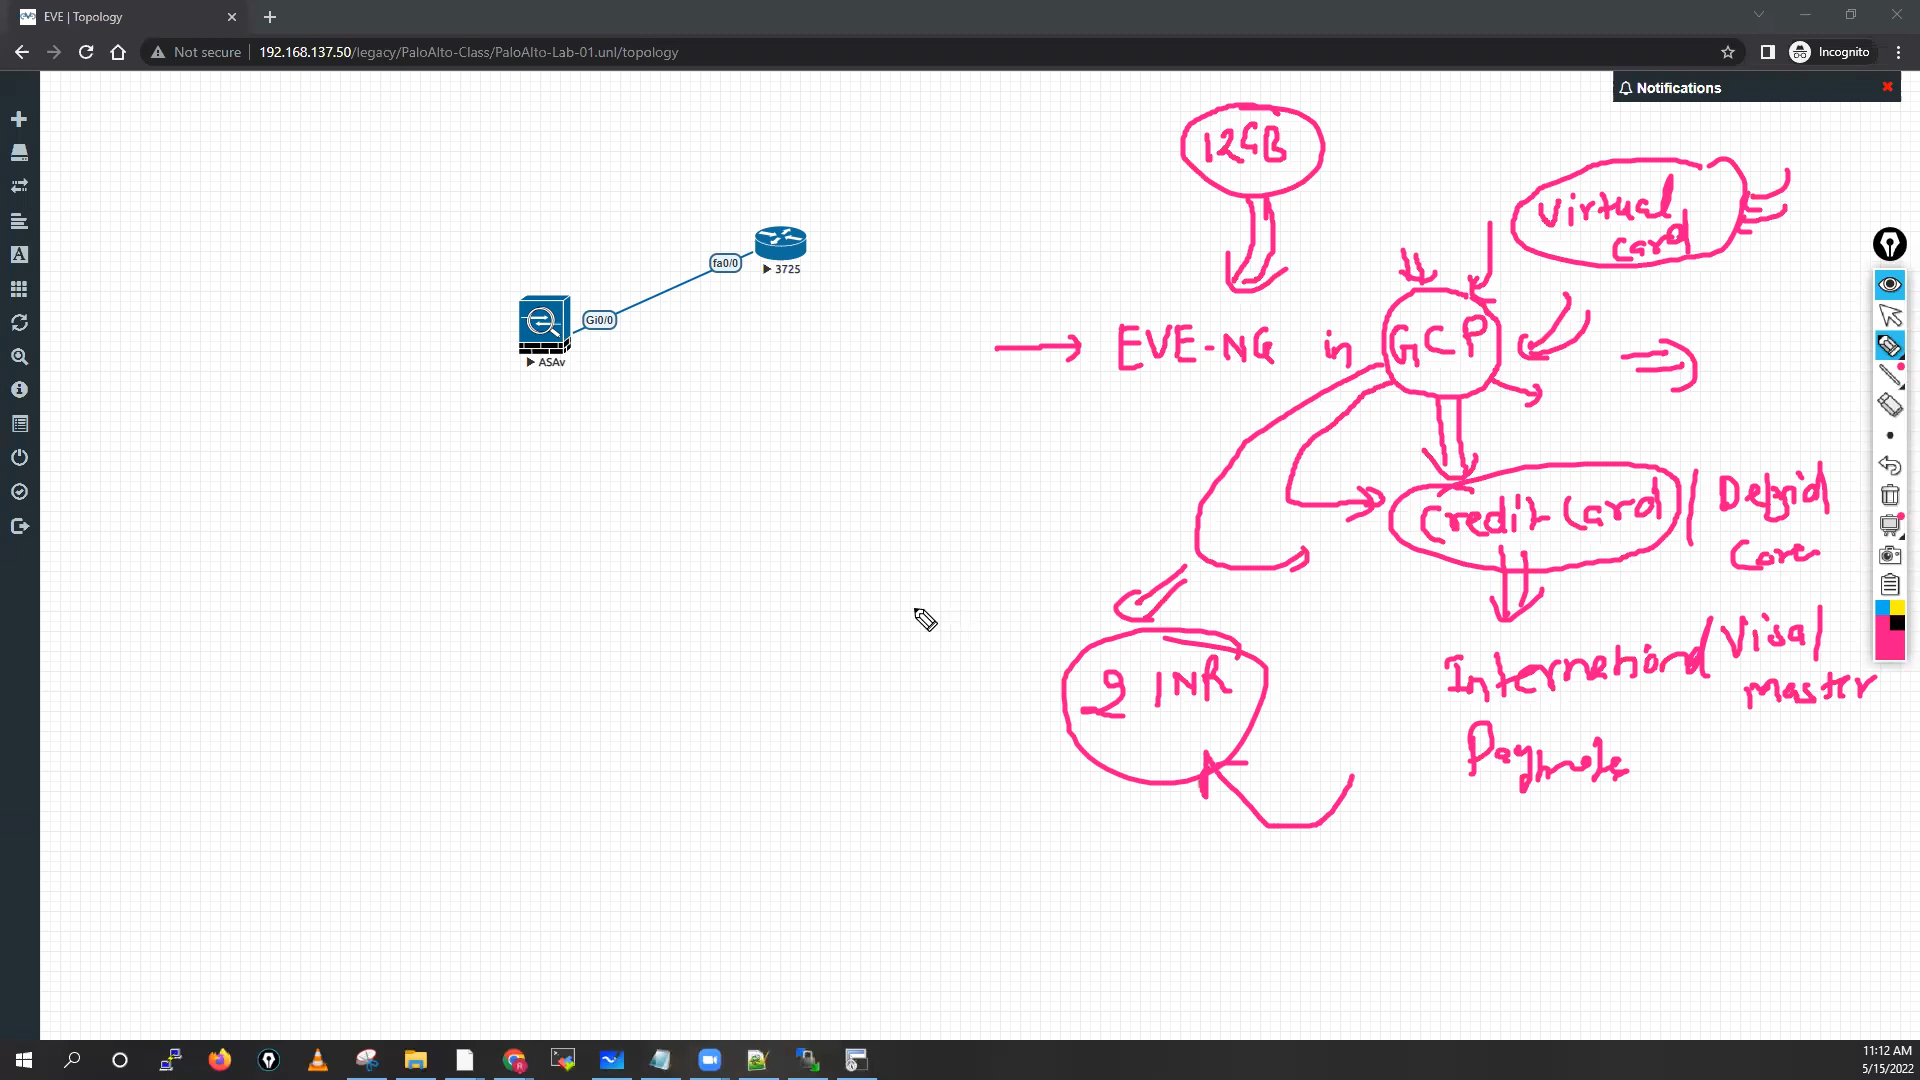 EVE | Topology
Not secure
192.168.137.50/legacy/PaloAlto-Class/PaloAlto-Lab-01.unl/topology
Incognito
Notifications
12GB
Virtual
Card
fa0/0
3725
Gi0/0
ASAv
EVE-NG in GCP
Credit Card / Debid
Care
2 INR
International / Visa
master
11:12 AM
5/15/2022